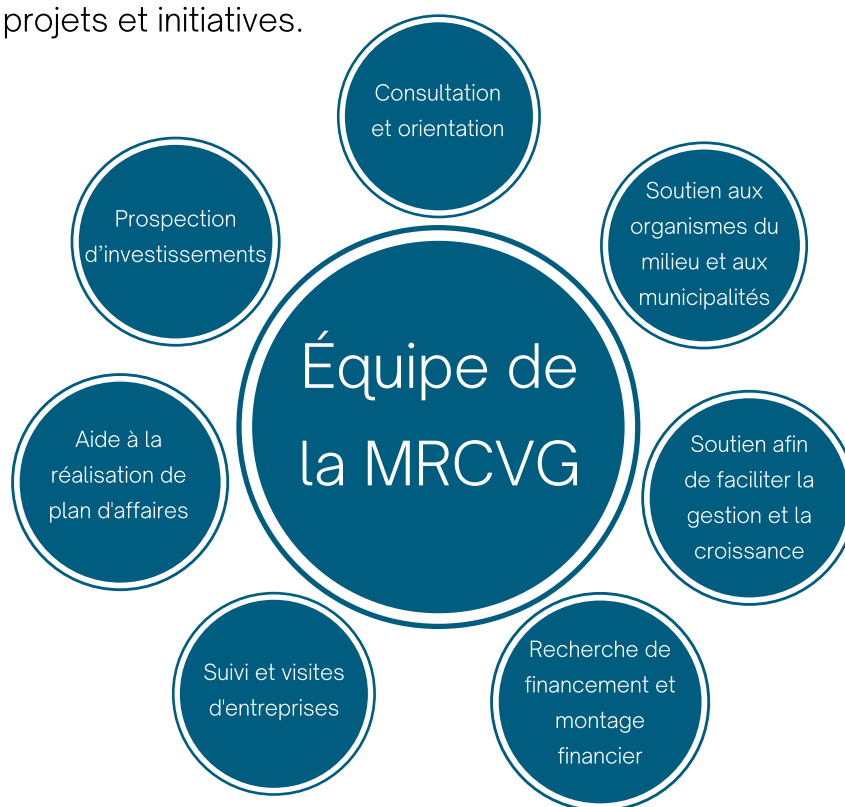 projets et initiatives.
Consultation
et orientation
Soutien aux
organismes du
milieu et aux
municipalités
Soutien afin
de faciliter la
gestion et la
croissance
Recherche de
financement et
montage
financier
Suivi et visites
d'entreprises
Aide à la
réalisation de
plan d'affaires
Prospection
d’investissements
Équipe de
la MRCVG